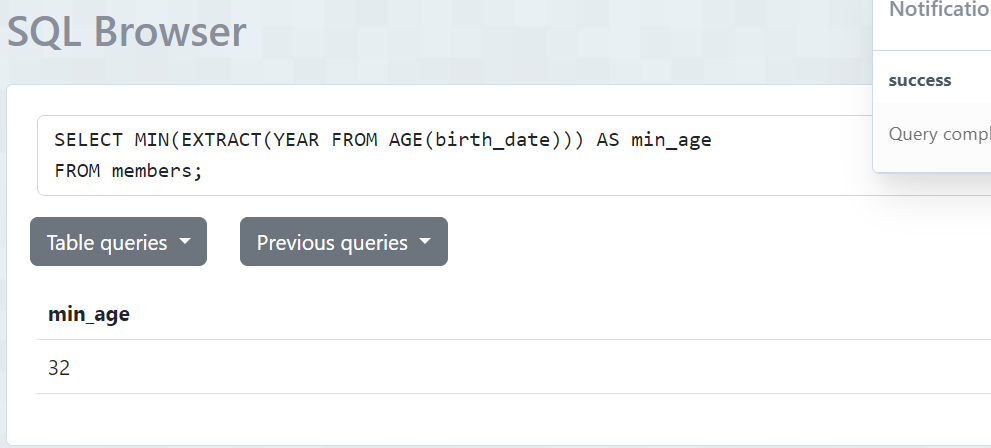 SQL Browser
Notificatio
success
Query compl
SELECT MIN(EXTRACT(YEAR FROM AGE(birth_date))) AS min_age
FROM members;
Table queries
Previous queries
min_age
32